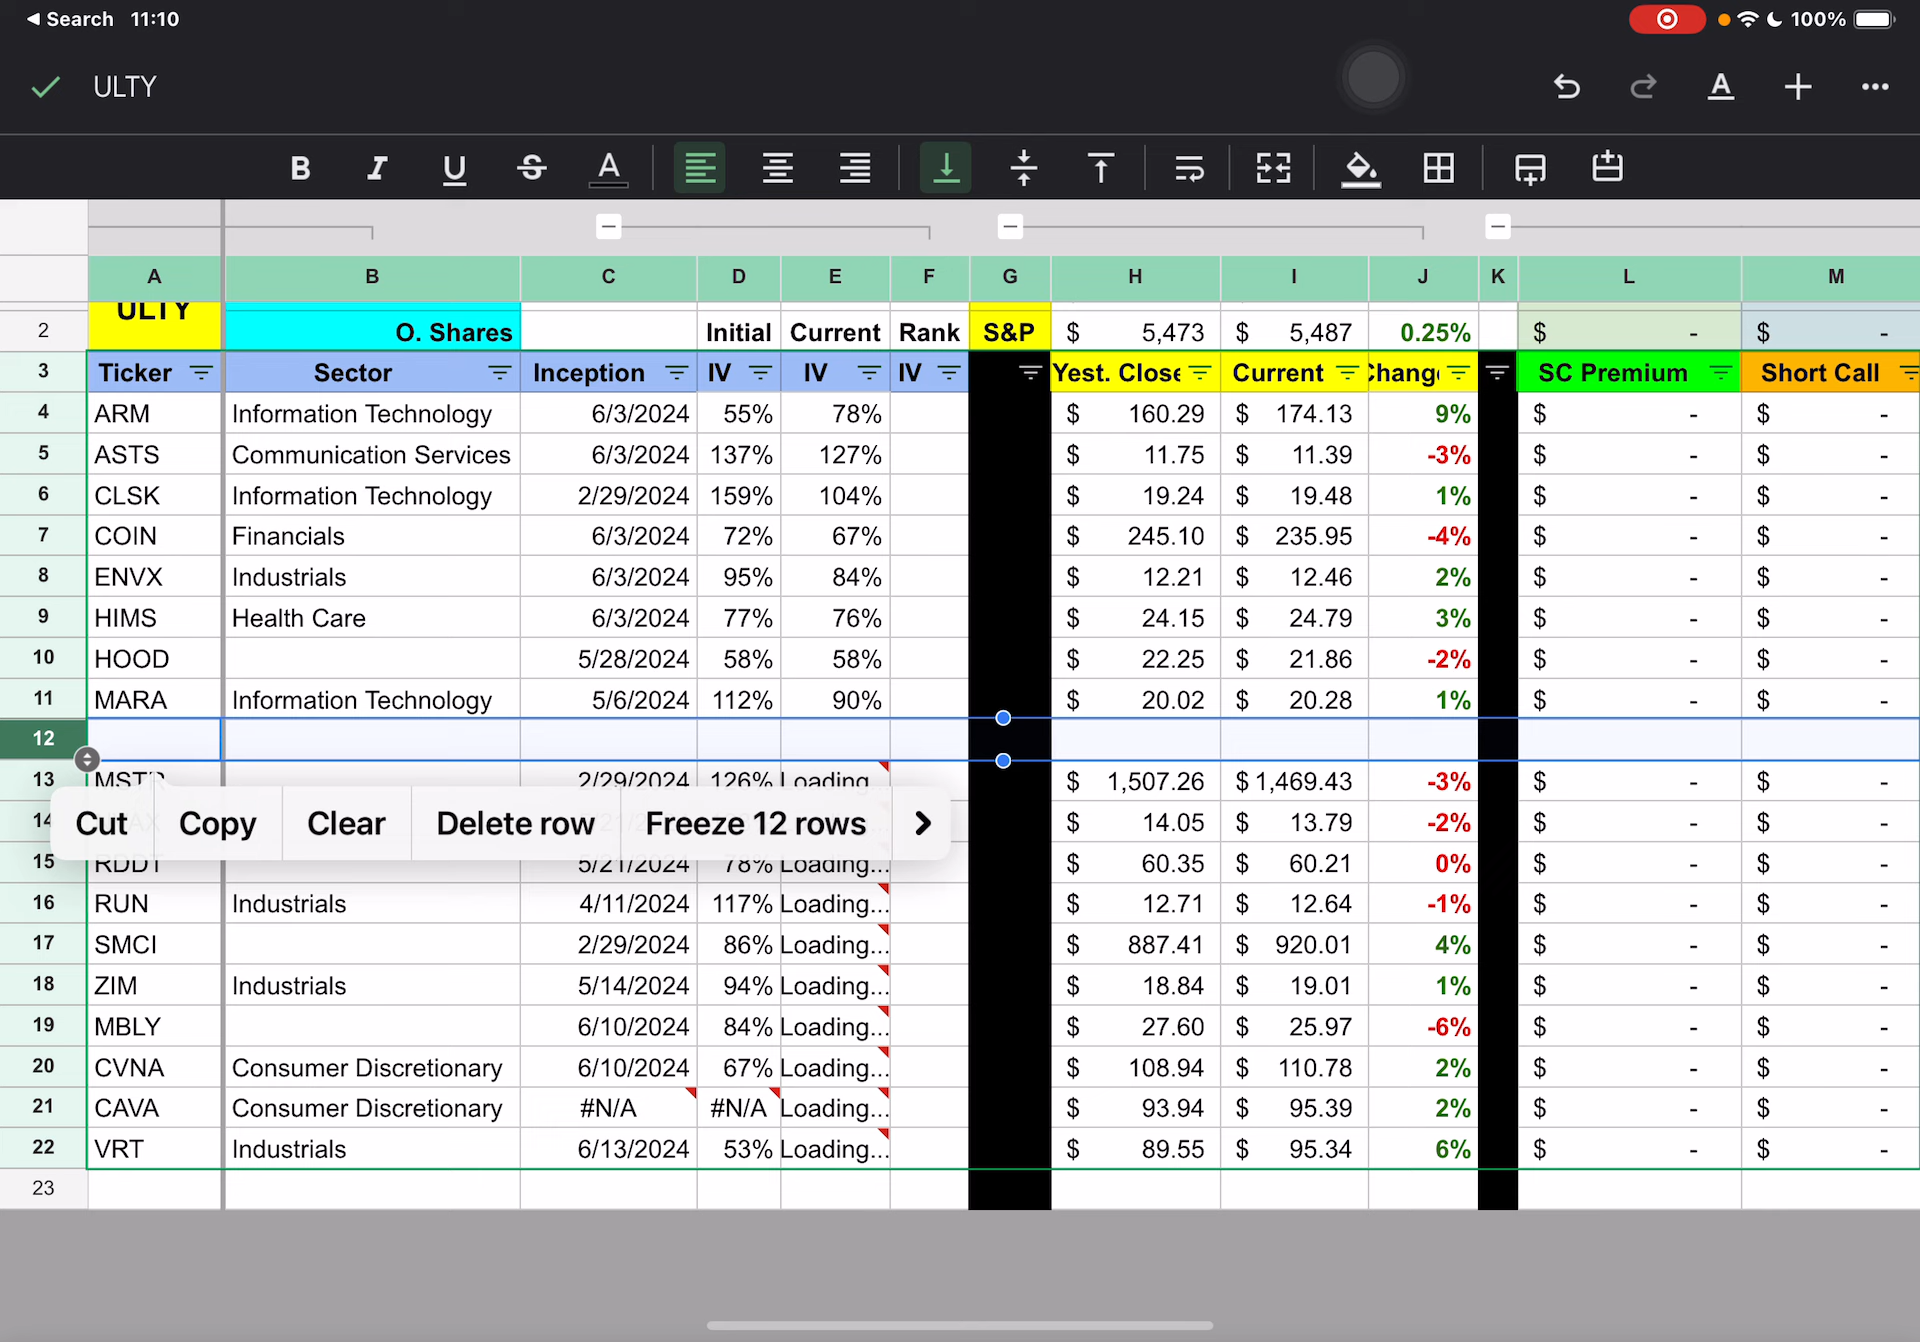 Search 11:10 100%
ULTY
B I U S A
A B C D E F G H I J K L M
ULTY
2 O. Shares Initial Current Rank S&P $ 5,473 $ 5,487 0.25% $ - $ -
3 Ticker Sector Inception IV IV IV Yest. Close Current Chang SC Premium Short Call
4 ARM Information Technology 6/3/2024 55% 78% $ 160.29 $ 174.13 9% $ - $ -
5 ASTS Communication Services 6/3/2024 137% 127% $ 11.75 $ 11.39 -3% $ - $ -
6 CLSK Information Technology 2/29/2024 159% 104% $ 19.24 $ 19.48 1% $ - $ -
7 COIN Financials 6/3/2024 72% 67% $ 245.10 $ 235.95 -4% $ - $ -
8 ENVX Industrials 6/3/2024 95% 84% $ 12.21 $ 12.46 2% $ - $ -
9 HIMS Health Care 6/3/2024 77% 76% $ 24.15 $ 24.79 3% $ - $ -
10 HOOD 5/28/2024 58% 58% $ 22.25 $ 21.86 -2% $ - $ -
11 MARA Information Technology 5/6/2024 112% 90% $ 20.02 $ 20.28 1% $ - $ -
12
13 MSTR 2/29/2024 126% Loading... $ 1,507.26 $ 1,469.43 -3% $ - $ -
14 $ 14.05 $ 13.79 -2% $ - $ -
Cut Copy Clear Delete row Freeze 12 rows
15 RDDT 5/21/2024 78% Loading... $ 60.35 $ 60.21 0% $ - $ -
16 RUN Industrials 4/11/2024 117% Loading... $ 12.71 $ 12.64 -1% $ - $ -
17 SMCI 2/29/2024 86% Loading... $ 887.41 $ 920.01 4% $ - $ -
18 ZIM Industrials 5/14/2024 94% Loading... $ 18.84 $ 19.01 1% $ - $ -
19 MBLY 6/10/2024 84% Loading... $ 27.60 $ 25.97 -6% $ - $ -
20 CVNA Consumer Discretionary 6/10/2024 67% Loading... $ 108.94 $ 110.78 2% $ - $ -
21 CAVA Consumer Discretionary #N/A #N/A Loading... $ 93.94 $ 95.39 2% $ - $ -
22 VRT Industrials 6/13/2024 53% Loading... $ 89.55 $ 95.34 6% $ - $ -
23